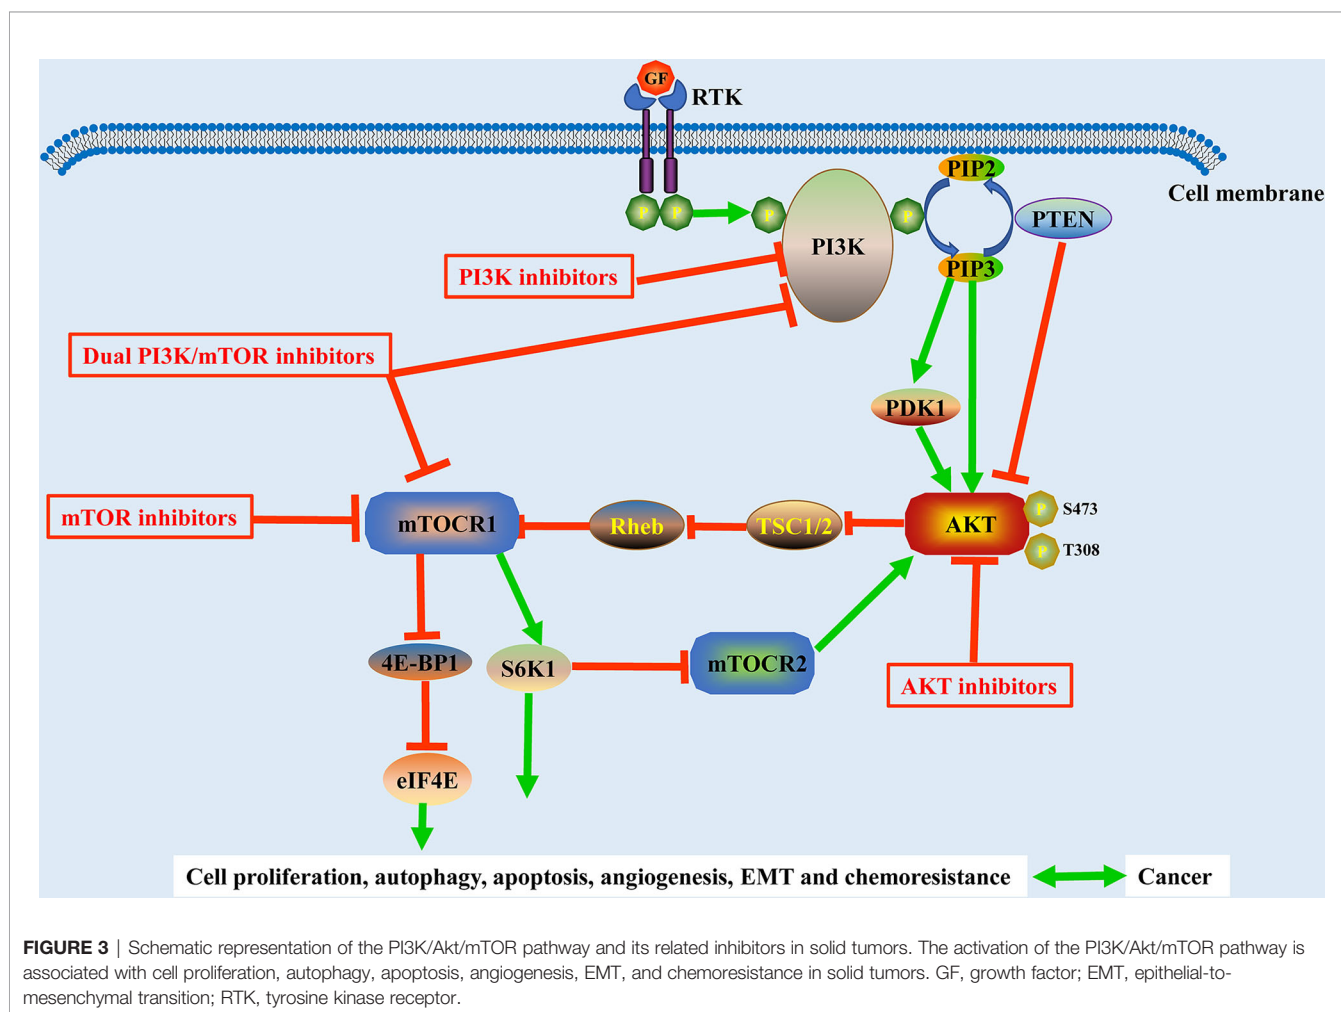 GF
RTK
PIP2
Cell membrane
P
P
P
P
PTEN
PI3K
PIP3
PI3K inhibitors
Dual PI3K/mTOR inhibitors
PDK1
mTOR inhibitors
mTOCR1
Rheb
TSC1/2
AKT
P
S473
P
T308
4E-BP1
S6K1
mTOCR2
AKT inhibitors
eIF4E
Cell proliferation, autophagy, apoptosis, angiogenesis, EMT and chemoresistance
Cancer
FIGURE 3 | Schematic representation of the PI3K/Akt/mTOR pathway and its related inhibitors in solid tumors. The activation of the PI3K/Akt/mTOR pathway is
associated with cell proliferation, autophagy, apoptosis, angiogenesis, EMT, and chemoresistance in solid tumors. GF, growth factor; EMT, epithelial-to-
mesenchymal transition; RTK, tyrosine kinase receptor.